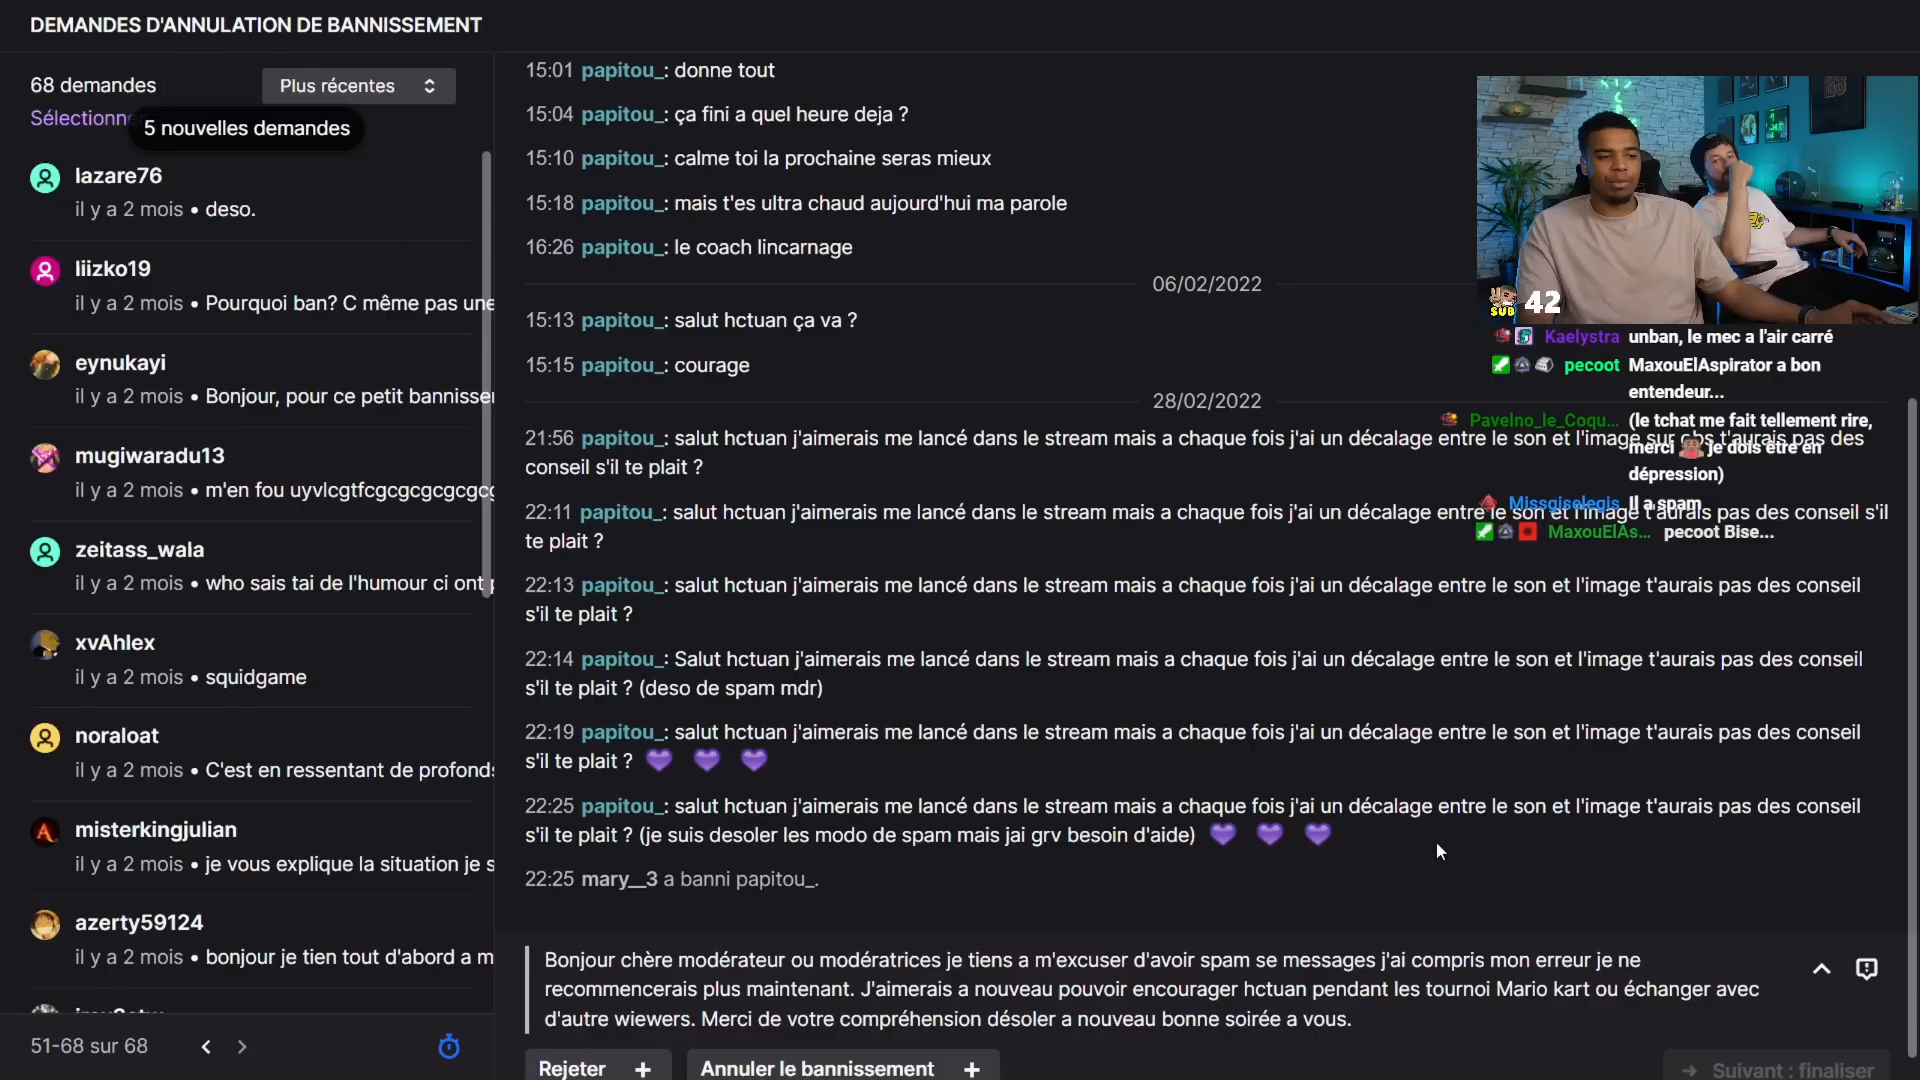 DEMANDES D'ANNULATION DE BANNISSEMENT
68 demandes
Plus récentes
Sélectionne
5 nouvelles demandes
lazare76
il y a 2 mois • deso.
liizko19
il y a 2 mois • Pourquoi ban? C même pas une
eynukayi
il y a 2 mois • Bonjour, pour ce petit bannisse
mugiwaradu13
il y a 2 mois • m'en fou uyvlcgtfcgcgcgcgcgc
zeitass_wala
il y a 2 mois • who sais tai de l'humour ci ont
xvAhlex
il y a 2 mois • squidgame
noraloat
il y a 2 mois • C'est en ressentant de profond
misterkingjulian
il y a 2 mois • je vous explique la situation je s
azerty59124
il y a 2 mois • bonjour je tien tout d'abord a m
51-68 sur 68
15:01 papitou_: donne tout
15:04 papitou_: ça fini a quel heure deja ?
15:10 papitou_: calme toi la prochaine seras mieux
15:18 papitou_: mais t'es ultra chaud aujourd'hui ma parole
16:26 papitou_: le coach lincarnage
06/02/2022
15:13 papitou_: salut hctuan ça va ?
15:15 papitou_: courage
28/02/2022
21:56 papitou_: salut hctuan j'aimerais me lancé dans le stream mais a chaque fois j'ai un décalage entre le son et l'image sur obs t'aurais pas des
conseil s'il te plait ?
22:11 papitou_: salut hctuan j'aimerais me lancé dans le stream mais a chaque fois j'ai un décalage entre le son et l'image t'aurais pas des conseil s'il
te plait ?
22:13 papitou_: salut hctuan j'aimerais me lancé dans le stream mais a chaque fois j'ai un décalage entre le son et l'image t'aurais pas des conseil
s'il te plait ?
22:14 papitou_: Salut hctuan j'aimerais me lancé dans le stream mais a chaque fois j'ai un décalage entre le son et l'image t'aurais pas des conseil
s'il te plait ? (deso de spam mdr)
22:19 papitou_: salut hctuan j'aimerais me lancé dans le stream mais a chaque fois j'ai un décalage entre le son et l'image t'aurais pas des conseil
s'il te plait ? 💜 💜 💜
22:25 papitou_: salut hctuan j'aimerais me lancé dans le stream mais a chaque fois j'ai un décalage entre le son et l'image t'aurais pas des conseil
s'il te plait ? (je suis desoler les modo de spam mais jai grv besoin d'aide) 💜 💜 💜
22:25 mary__3 a banni papitou_.
Bonjour chère modérateur ou modératrices je tiens a m'excuser d'avoir spam se messages j'ai compris mon erreur je ne
recommencerais plus maintenant. J'aimerais a nouveau pouvoir encourager hctuan pendant les tournoi Mario kart ou échanger avec
d'autre wiewers. Merci de votre compréhension désoler a nouveau bonne soirée a vous.
Rejeter +
Annuler le bannissement +
→ Suivant : finaliser
SUB 42
Kaelystra unban, le mec a l'air carré
pecoot MaxouElAspirator a bon
entendeur...
Pavelno_le_Coqu... (le tchat me fait tellement rire,
merci je dois être en
dépression)
Missgiselegis Il a spam
MaxouElAs... pecoot Bise...